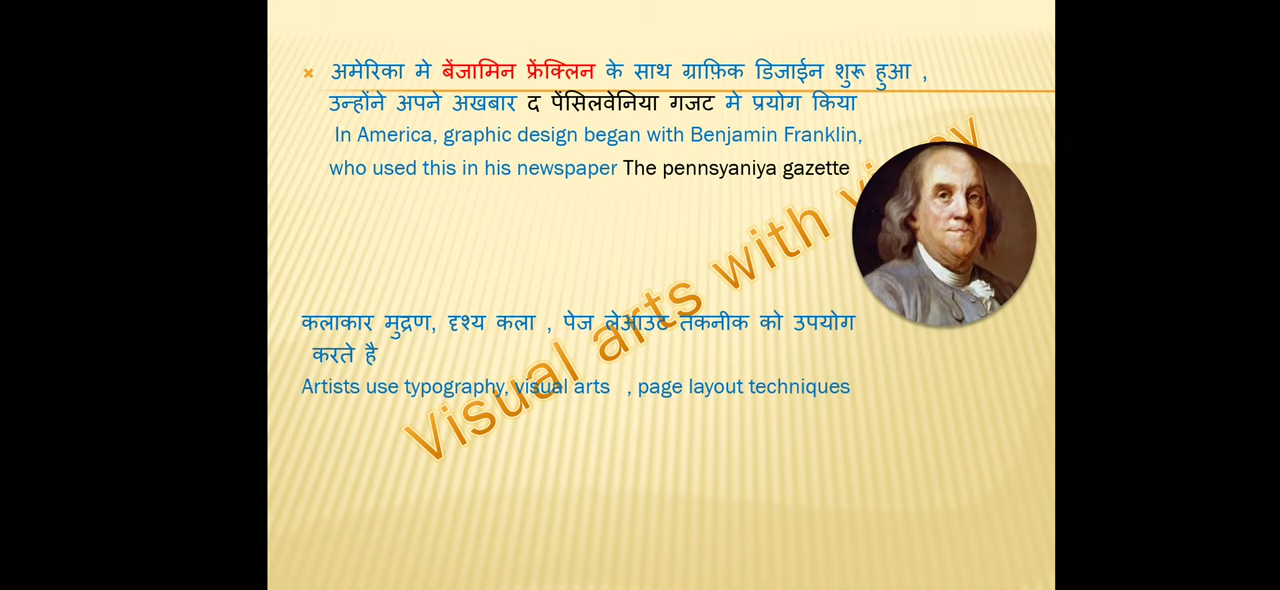 अमेरिका मे बेंजामिन फ्रेंक्लिन के साथ ग्राफ़िक डिजाईन शुरू हुआ ,
उन्होंने अपने अखबार द पेंसिलवेनिया गजट मे प्रयोग किया
In America, graphic design began with Benjamin Franklin,
who used this in his newspaper The pennsyaniya gazette
कलाकार मुद्रण, दृश्य कला , पेज लेआउट तकनीक को उपयोग
करते है
Artists use typography, visual arts , page layout techniques
Visual arts with